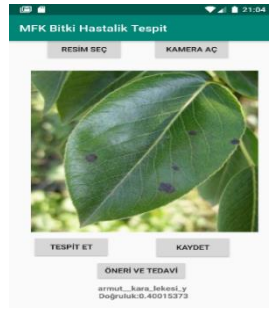 21:04
MFK Bitki Hastalik Tespit
RESİM SEÇ KAMERA AÇ
TESPİT ET KAYDET
ÖNERİ VE TEDAVİ
armut__kara_lekesi_y
Doğruluk:0.40015373